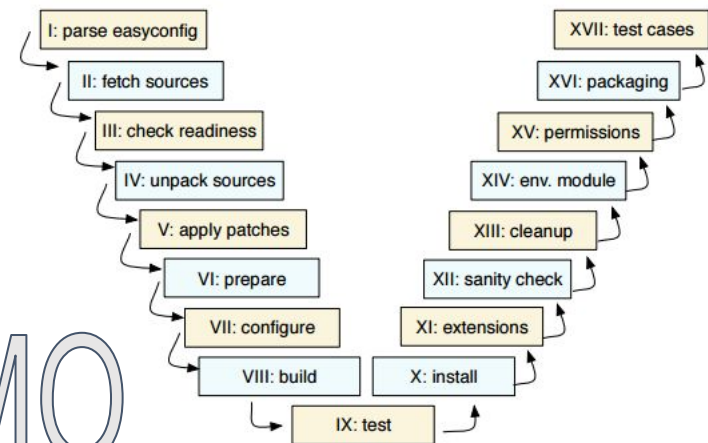 I: parse easyconfig
II: fetch sources
III: check readiness
IV: unpack sources
V: apply patches
VI: prepare
VII: configure
VIII: build
IX: test
X: install
XI: extensions
XII: sanity check
XIII: cleanup
XIV: env. module
XV: permissions
XVI: packaging
XVII: test cases
MO